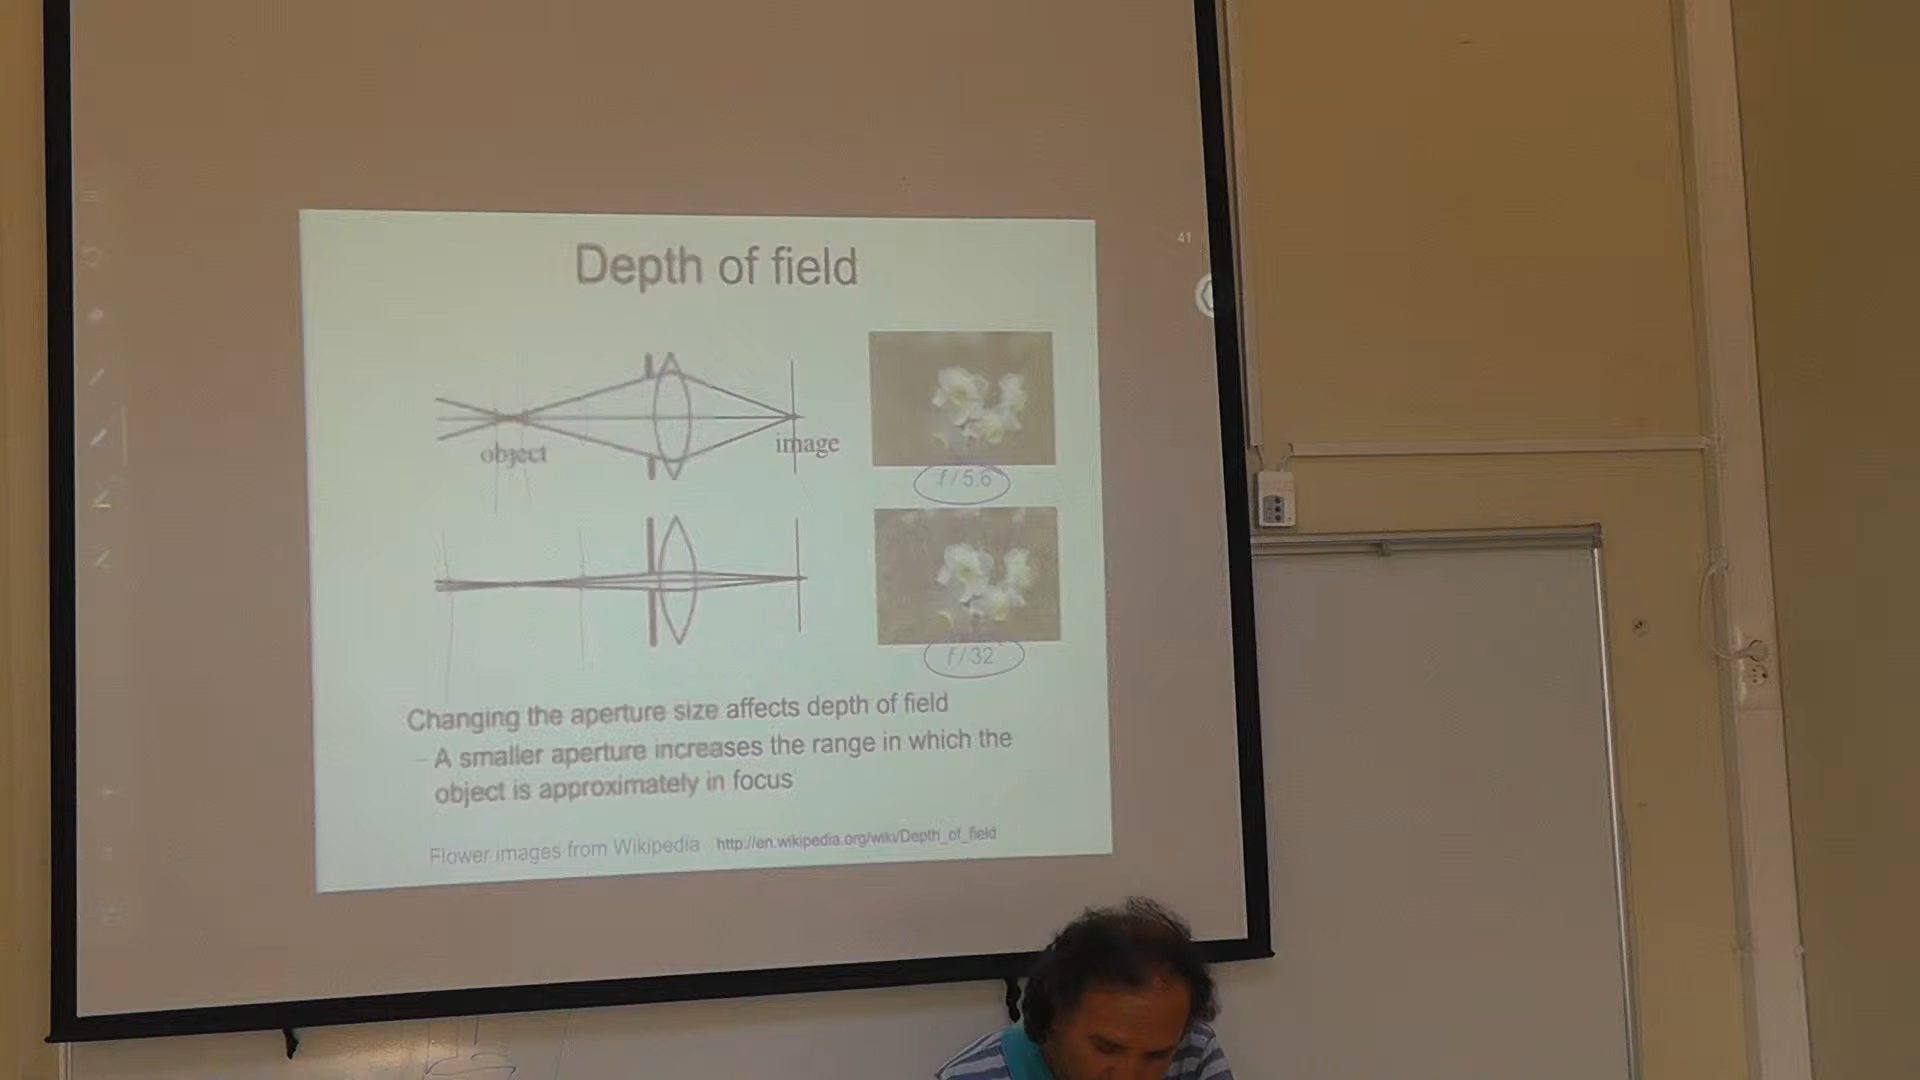 41
Depth of field
object
image
f / 5.6
f / 32
Changing the aperture size affects depth of field
– A smaller aperture increases the range in which the
object is approximately in focus
Flower images from Wikipedia http://en.wikipedia.org/wiki/Depth_of_field